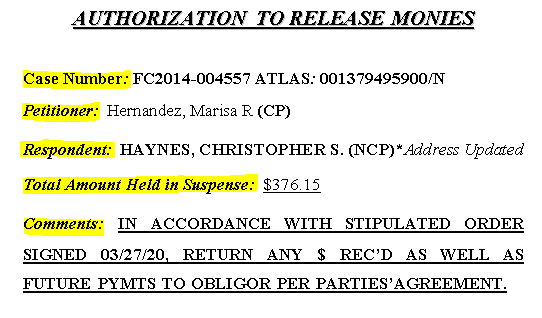 AUTHORIZATION TO RELEASE MONIES
Case Number: FC2014-004557 ATLAS: 001379495900/N
Petitioner: Hernandez, Marisa R (CP)
Respondent: HAYNES, CHRISTOPHER S. (NCP)*Address Updated
Total Amount Held in Suspense: $376.15
Comments: IN ACCORDANCE WITH STIPULATED ORDER
SIGNED 03/27/20, RETURN ANY $ REC’D AS WELL AS
FUTURE PYMTS TO OBLIGOR PER PARTIES’AGREEMENT.